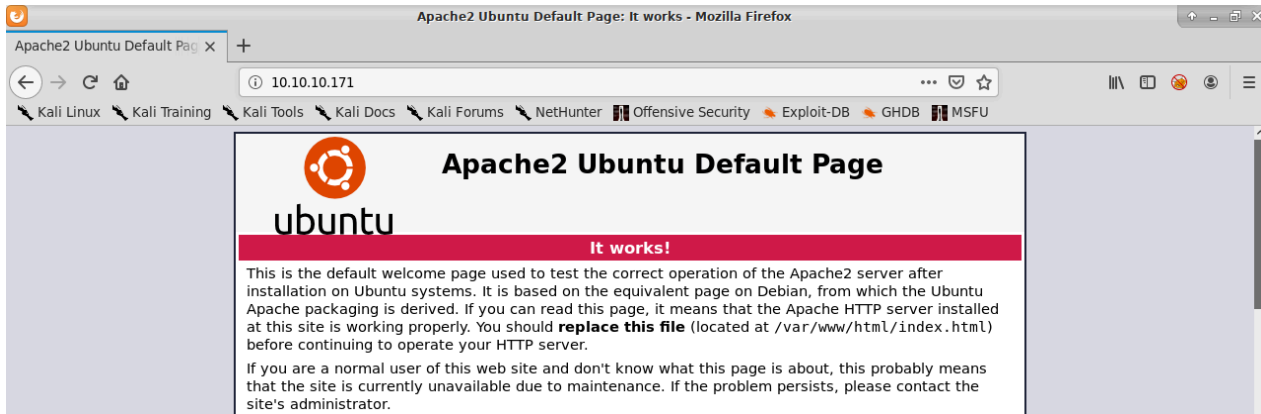 Apache2 Ubuntu Default Page: It works - Mozilla Firefox
Apache2 Ubuntu Default Pag
10.10.10.171
Kali Linux Kali Training Kali Tools Kali Docs Kali Forums NetHunter Offensive Security Exploit-DB GHDB MSFU
Apache2 Ubuntu Default Page
ubuntu
It works!
This is the default welcome page used to test the correct operation of the Apache2 server after
installation on Ubuntu systems. It is based on the equivalent page on Debian, from which the Ubuntu
Apache packaging is derived. If you can read this page, it means that the Apache HTTP server installed
at this site is working properly. You should replace this file (located at /var/www/html/index.html)
before continuing to operate your HTTP server.
If you are a normal user of this web site and don't know what this page is about, this probably means
that the site is currently unavailable due to maintenance. If the problem persists, please contact the
site's administrator.